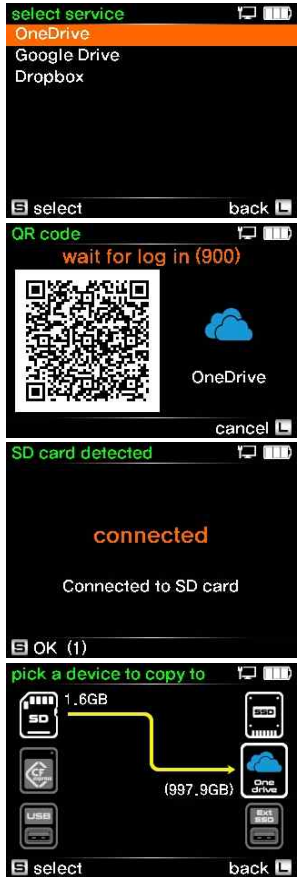 select service
OneDrive
Google Drive
Dropbox
S select
back L
QR code
wait for log in (900)
OneDrive
cancel L
SD card detected
connected
Connected to SD card
S OK (1)
pick a device to copy to
SD
1.6GB
SSD
CF
express
(997.9GB)
One
drive
USB
Ext
SSD
S select
back L